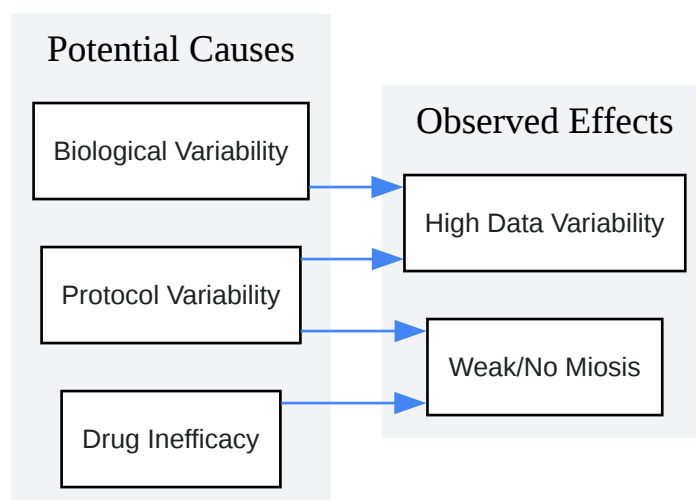 Potential Causes
Biological Variability
Protocol Variability
Drug Inefficacy
Observed Effects
High Data Variability
Weak/No Miosis